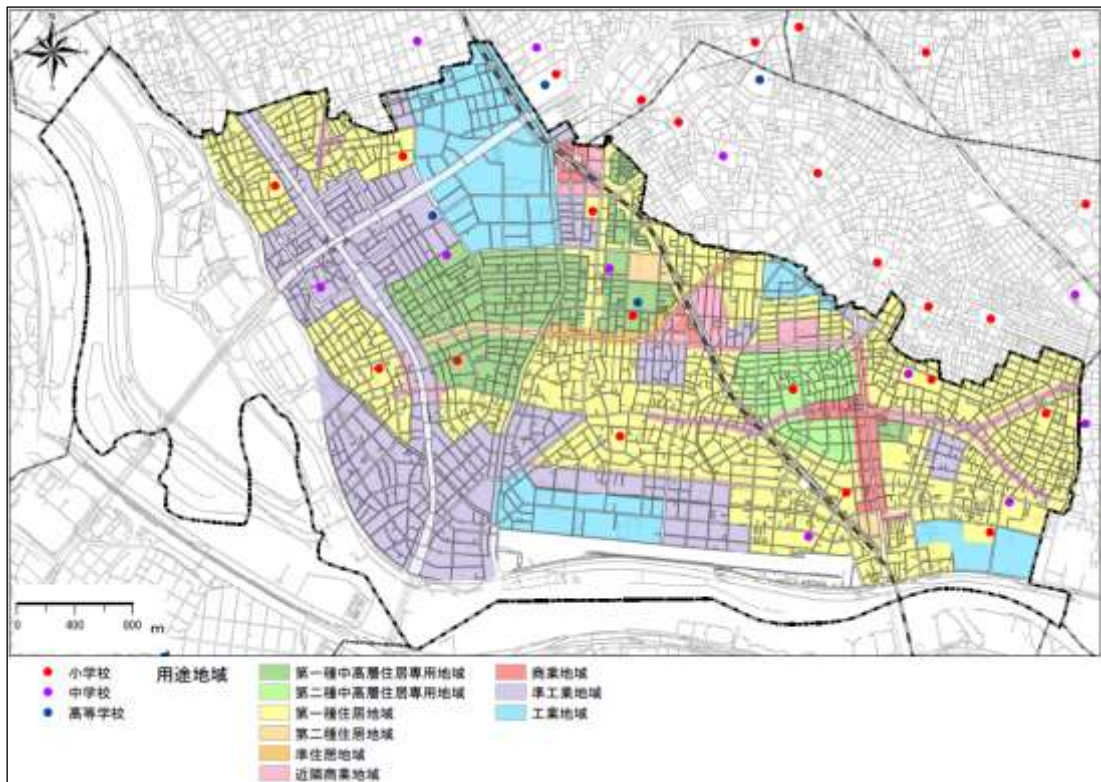 N
0 400 800 m
小学校
中学校
高等学校
用途地域
第一種中高層住居専用地域
第二種中高層住居専用地域
第一種住居地域
第二種住居地域
準住居地域
近隣商業地域
商業地域
準工業地域
工業地域